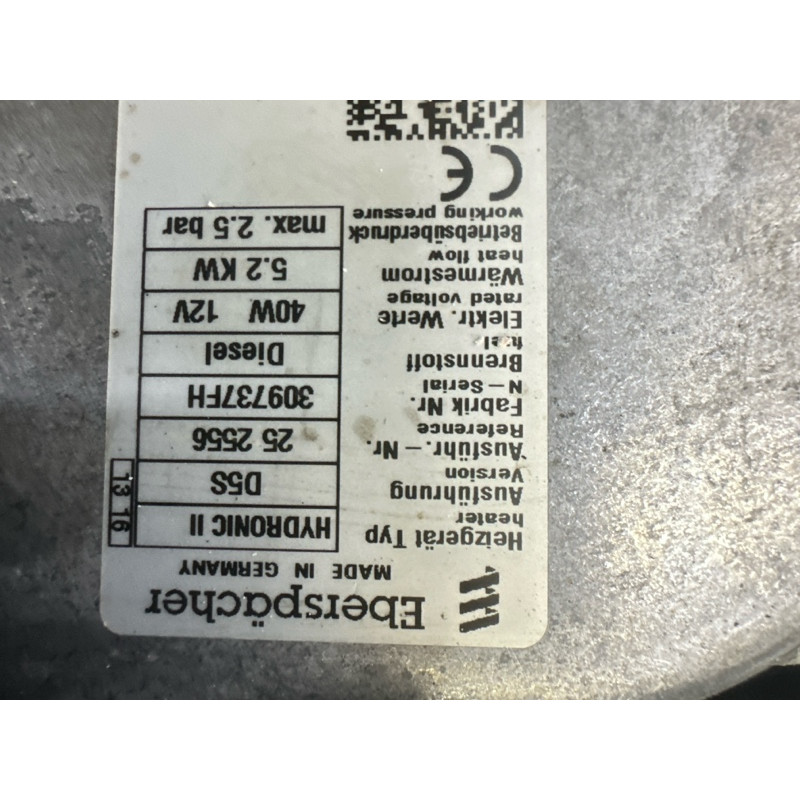 Eberspächer
MADE IN GERMANY
Heizgerät Typ HYDRONIC II
heater
Ausführung D5S
Version
Ausführ. – Nr. 25 2556
Reference
Fabrik Nr. 309737FH
N – Serial
Brennstoff Diesel
fuel
Elektr. Werte 40W 12V
rated voltage
Wärmestrom 5.2 KW
heat flow
Betriebsüberdruck max. 2.5 bar
working pressure
CE
13 16